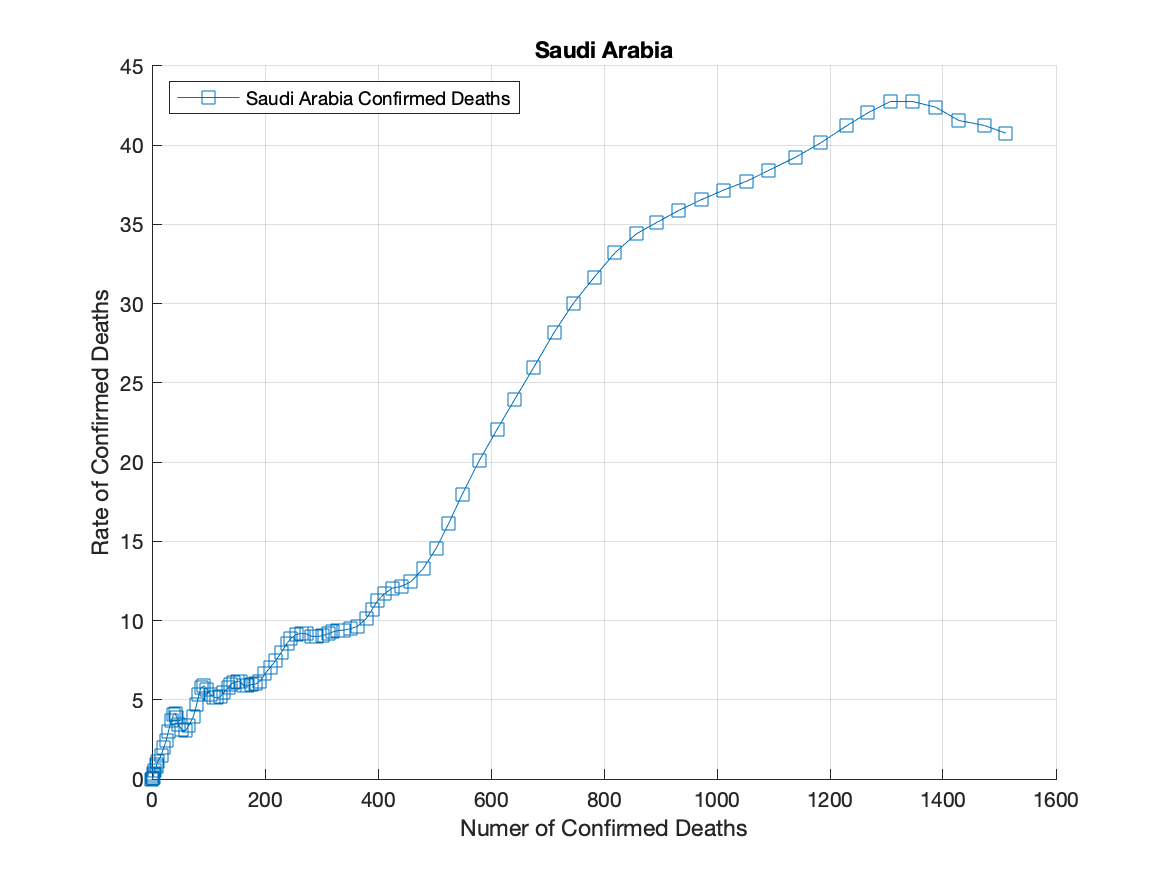 Saudi Arabia
Saudi Arabia Confirmed Deaths
45
40
35
30
25
20
15
10
5
0
Rate of Confirmed Deaths
0 200 400 600 800 1000 1200 1400 1600
Numer of Confirmed Deaths